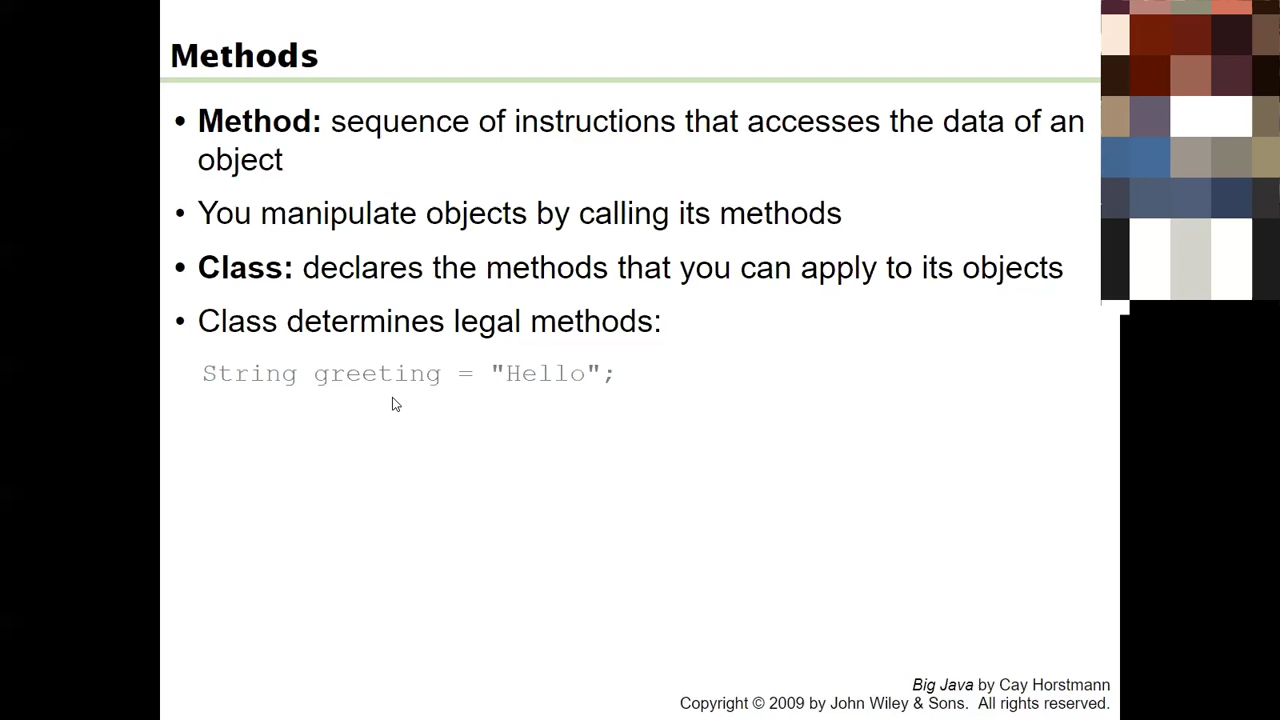 Methods
• Method: sequence of instructions that accesses the data of an
object
• You manipulate objects by calling its methods
• Class: declares the methods that you can apply to its objects
• Class determines legal methods:
String greeting = "Hello";
Big Java by Cay Horstmann
Copyright © 2009 by John Wiley & Sons. All rights reserved.